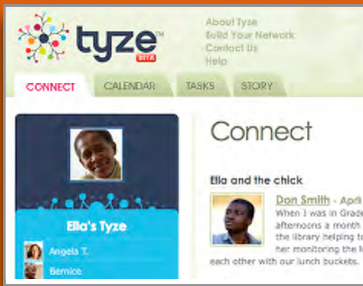 tyze™
BETA
About Tyze
Build Your Network
Contact Us
Help
CONNECT
CALENDAR
TASKS
STORY
Connect
Ella and the chick
Don Smith - April
When I was in Grade
afternoons a month
the library helping to
her monitoring the l
each other with our lunch buckets.
Ella's Tyze
Angela T.
Bernice